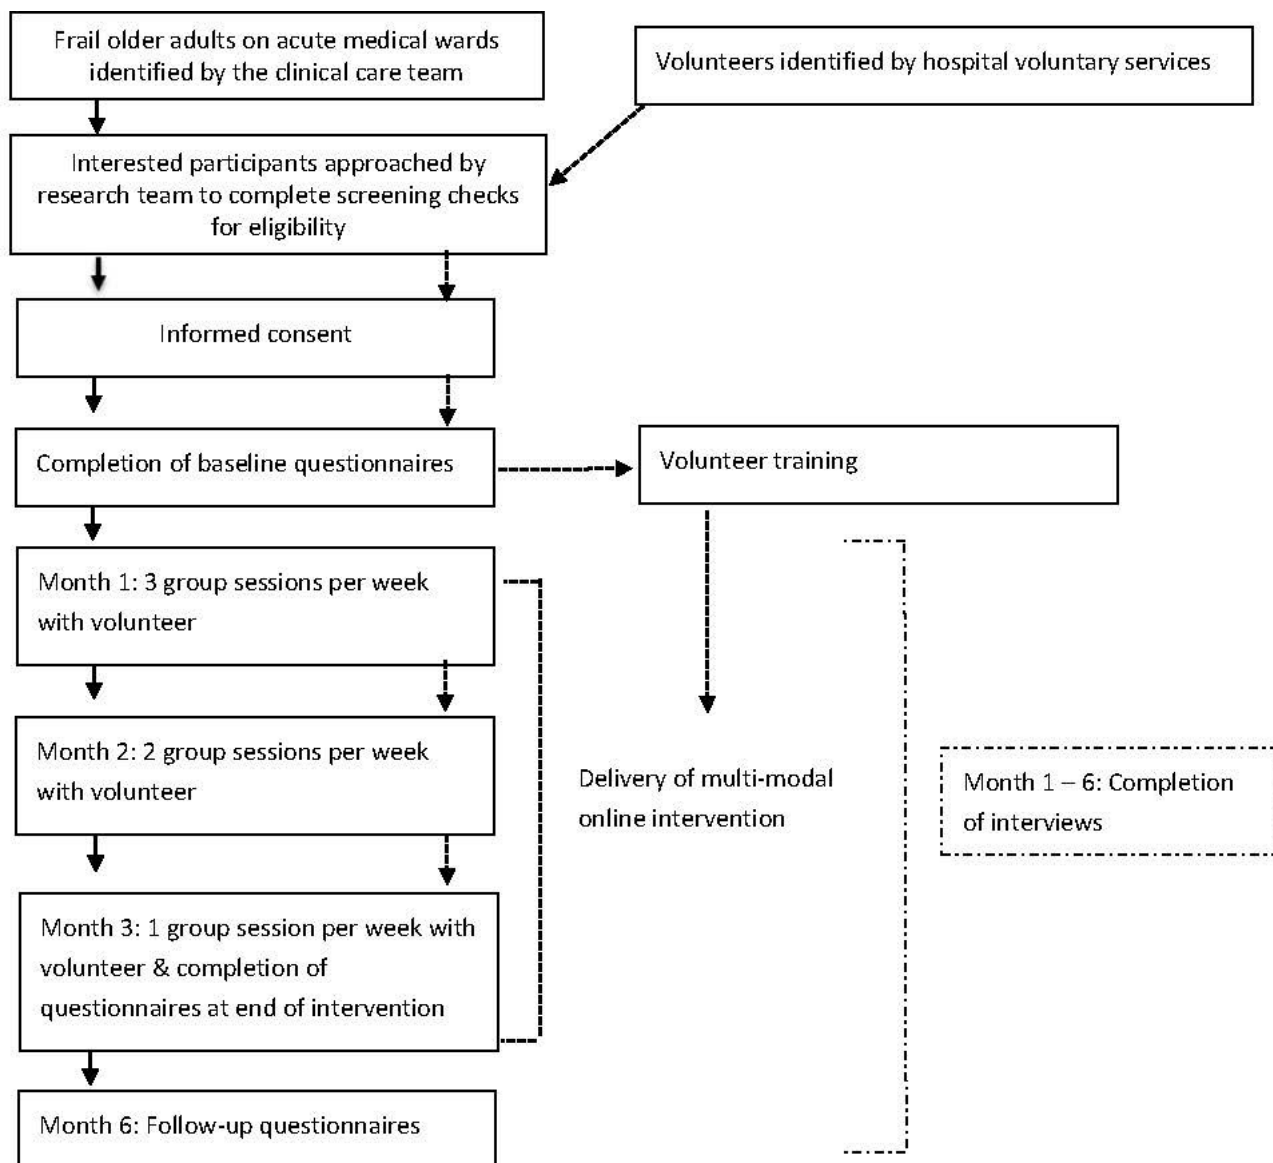 Frail older adults on acute medical wards
identified by the clinical care team
Volunteers identified by hospital voluntary services
Interested participants approached by
research team to complete screening checks
for eligibility
Informed consent
Completion of baseline questionnaires
Volunteer training
Month 1: 3 group sessions per week
with volunteer
Month 2: 2 group sessions per week
with volunteer
Delivery of multi-modal
online intervention
Month 1 – 6: Completion
of interviews
Month 3: 1 group session per week with
volunteer & completion of
questionnaires at end of intervention
Month 6: Follow-up questionnaires